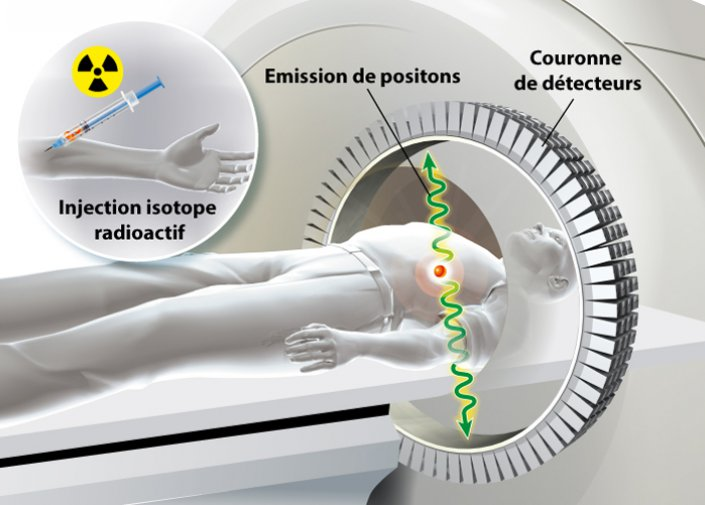 Emission de positons
Couronne
de détecteurs
Injection isotope
radioactif